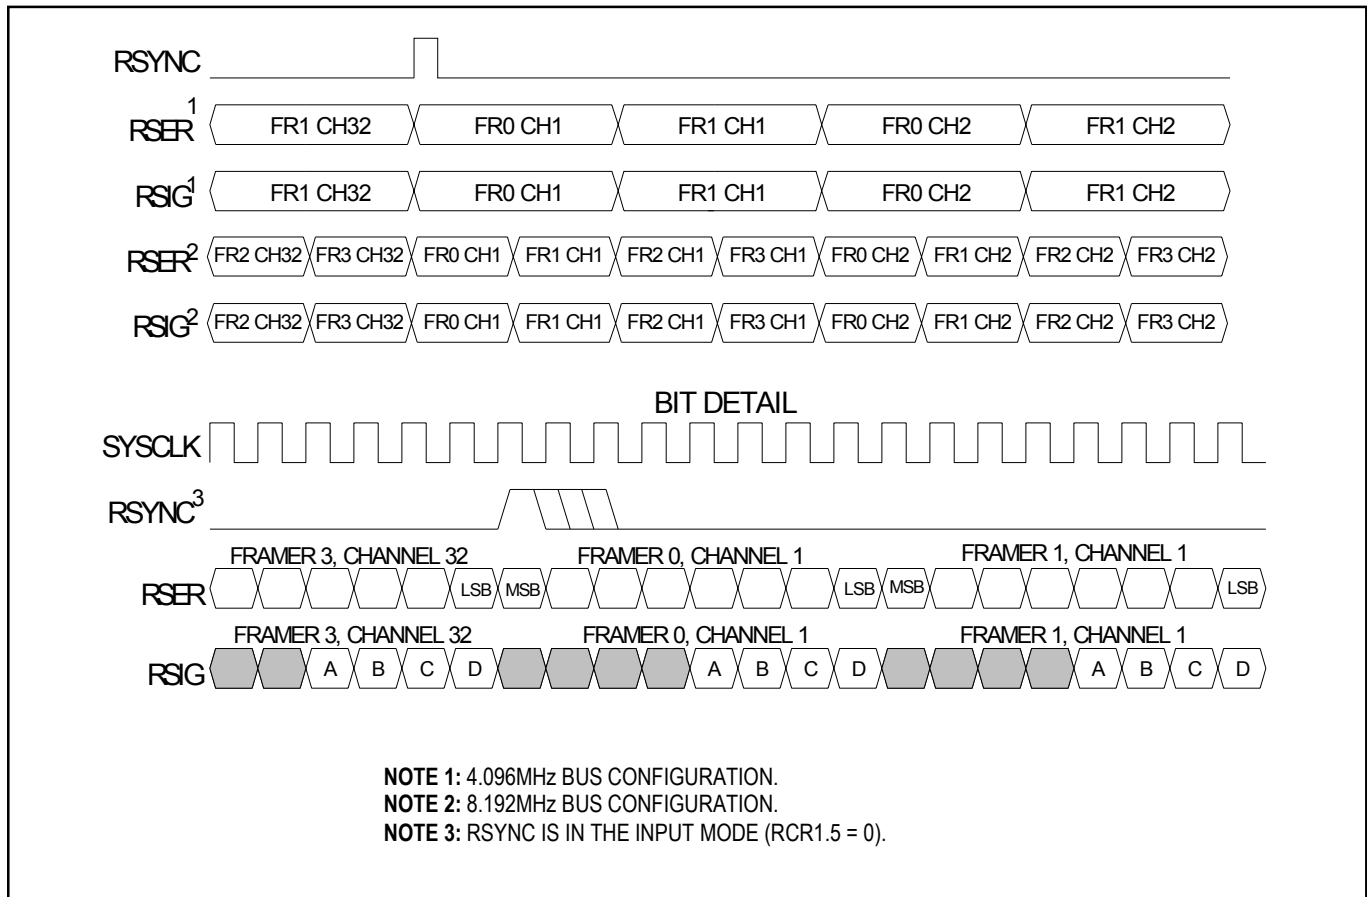 RSYNC
RSER1 FR1 CH32 FR0 CH1 FR1 CH1 FR0 CH2 FR1 CH2
RSIG1 FR1 CH32 FR0 CH1 FR1 CH1 FR0 CH2 FR1 CH2
RSER2 FR2 CH32 FR3 CH32 FR0 CH1 FR1 CH1 FR2 CH1 FR3 CH1 FR0 CH2 FR1 CH2 FR2 CH2 FR3 CH2
RSIG2 FR2 CH32 FR3 CH32 FR0 CH1 FR1 CH1 FR2 CH1 FR3 CH1 FR0 CH2 FR1 CH2 FR2 CH2 FR3 CH2
BIT DETAIL
SYSCLK
RSYNC3
FRAMER 3, CHANNEL 32 FRAMER 0, CHANNEL 1 FRAMER 1, CHANNEL 1
RSER LSB MSB LSB MSB LSB
FRAMER 3, CHANNEL 32 FRAMER 0, CHANNEL 1 FRAMER 1, CHANNEL 1
RSIG A B C D A B C D A B C D
NOTE 1: 4.096MHz BUS CONFIGURATION.
NOTE 2: 8.192MHz BUS CONFIGURATION.
NOTE 3: RSYNC IS IN THE INPUT MODE (RCR1.5 = 0).